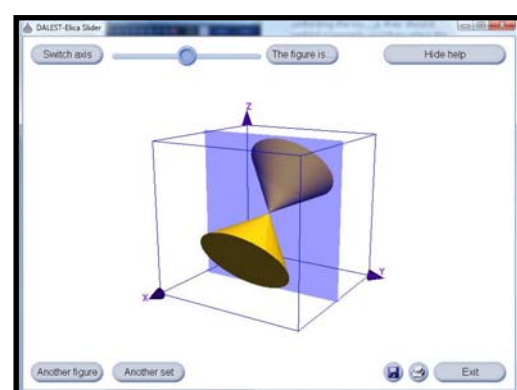 DALEST-Elica Slider
Switch axis
The figure is...
Hide help
Z
X
Y
Another figure
Another set
Exit